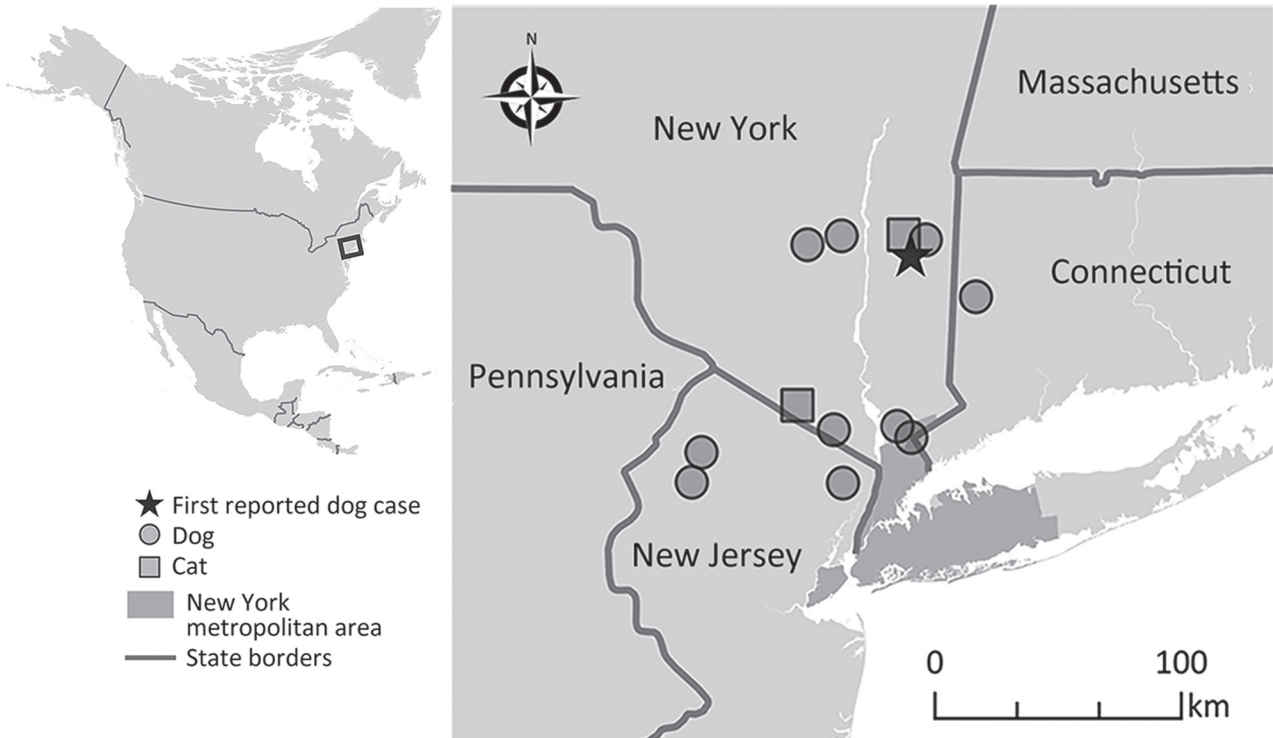 N
Massachusetts
New York
Connecticut
Pennsylvania
New Jersey
First reported dog case
Dog
Cat
New York
metropolitan area
State borders
0 100
km